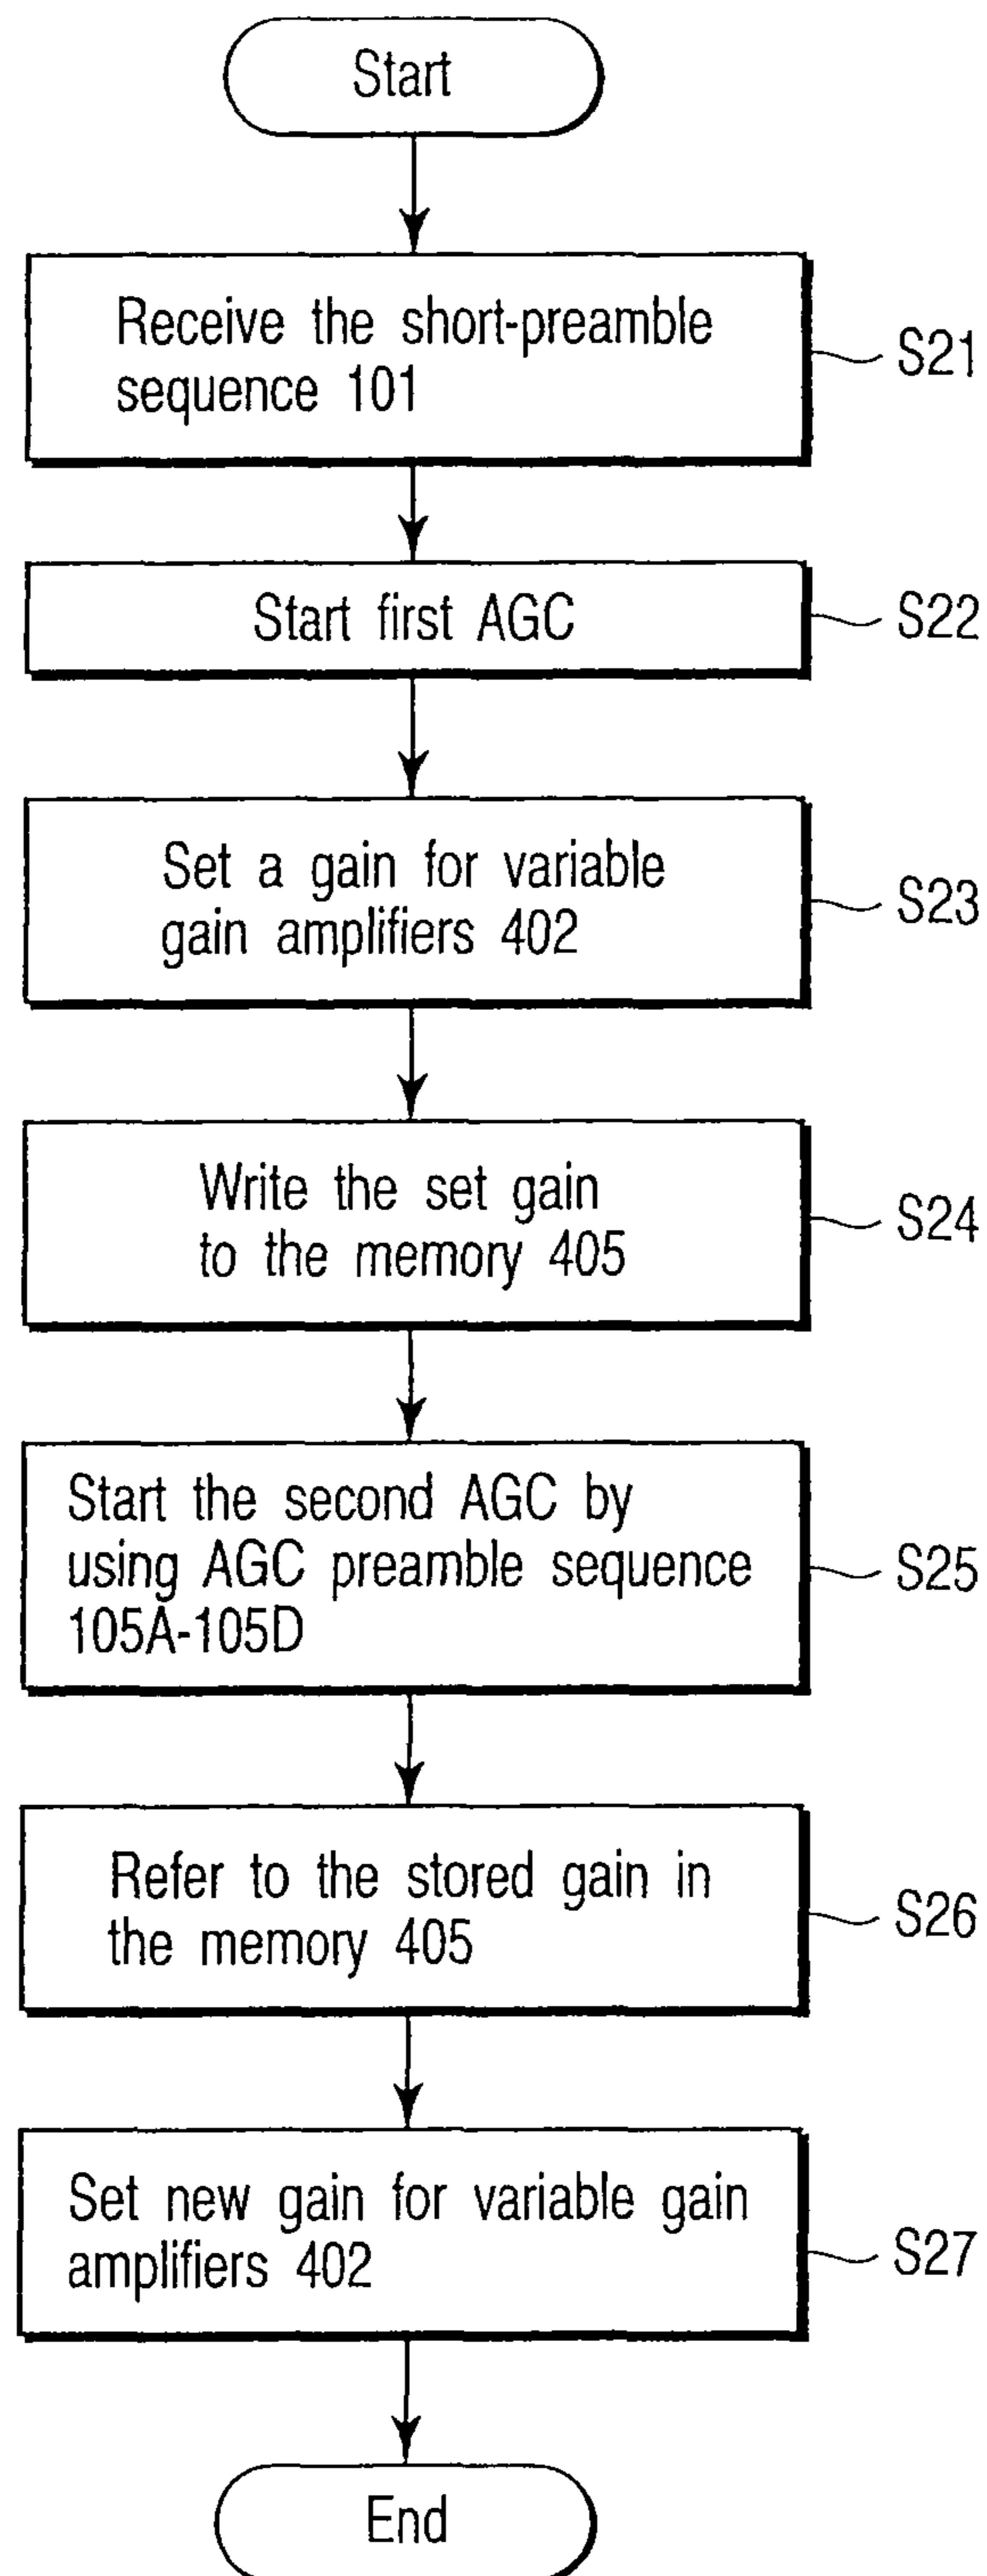 Start
Receive the short-preamble
sequence 101
S21
Start first AGC
S22
Set a gain for variable
gain amplifiers 402
S23
Write the set gain
to the memory 405
S24
Start the second AGC by
using AGC preamble sequence
105A-105D
S25
Refer to the stored gain in
the memory 405
S26
Set new gain for variable gain
amplifiers 402
S27
End